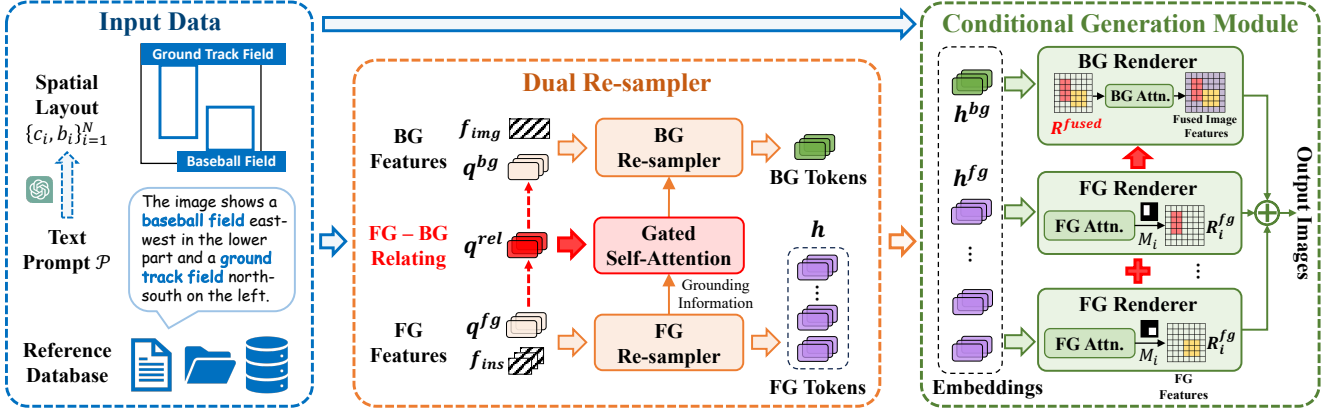 Input Data
Ground Track Field
Baseball Field
Spatial
Layout
{c_i, b_i}_{i=1}^N
Text
Prompt 𝒫
The image shows a
baseball field east-
west in the lower
part and a ground
track field north-
south on the left.
Reference
Database
Dual Re-sampler
BG
Features
f_{img}
q^{bg}
BG
Re-sampler
BG Tokens
FG – BG
Relating
q^{rel}
Gated
Self-Attention
Grounding
Information
FG
Features
q^{fg}
f_{ins}
FG
Re-sampler
h
FG Tokens
Conditional Generation Module
h^{bg}
h^{fg}
Embeddings
BG Renderer
R^{fused}
BG Attn.
Fused Image
Features
FG Renderer
FG Attn.
M_i
R_i^{fg}
FG Renderer
FG Attn.
M_i
R_i^{fg}
FG
Features
Output Images